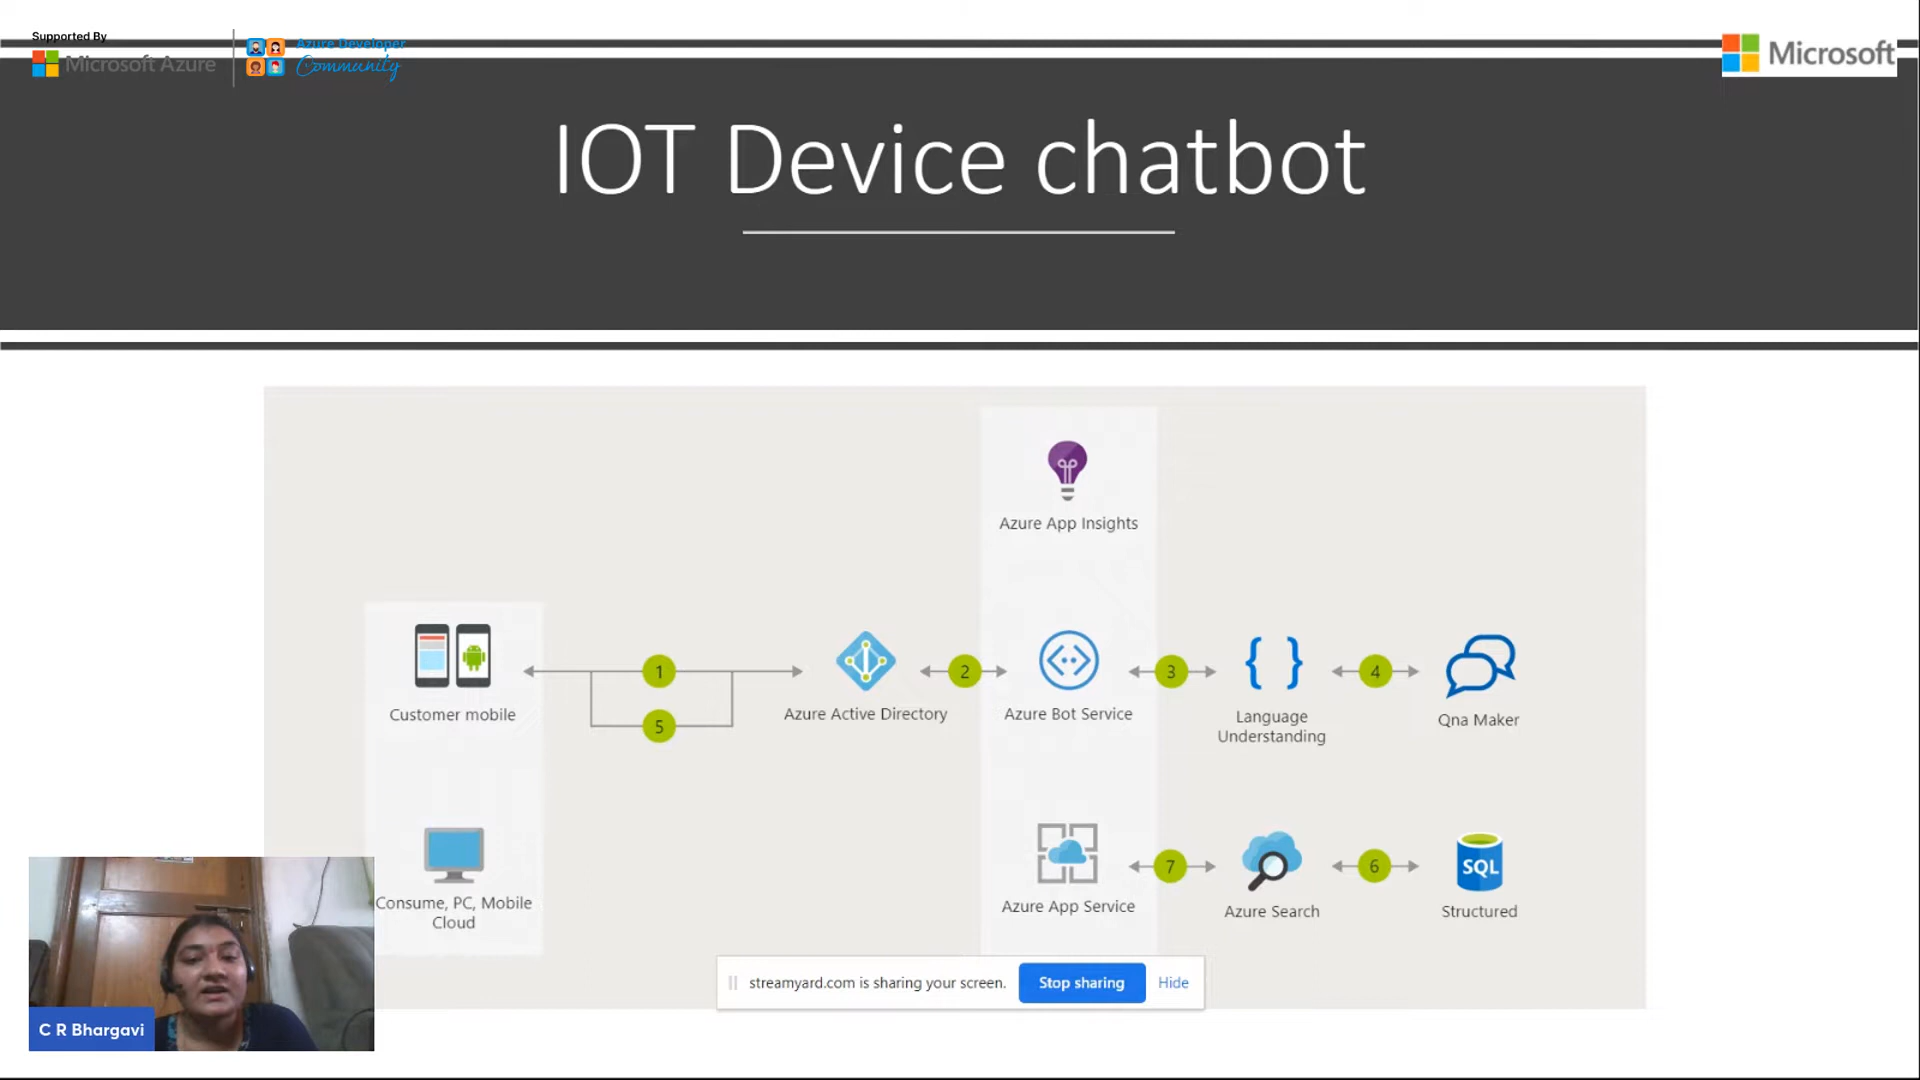 Supported By
Microsoft Azure
Azure Developer
Community
Microsoft
IOT Device chatbot
Azure App Insights
1
2
3
4
5
Customer mobile
Azure Active Directory
Azure Bot Service
Language
Understanding
Qna Maker
7
6
SQL
Consume, PC, Mobile
Cloud
Azure App Service
Azure Search
Structured
streamyard.com is sharing your screen.
Stop sharing
Hide
C R Bhargavi